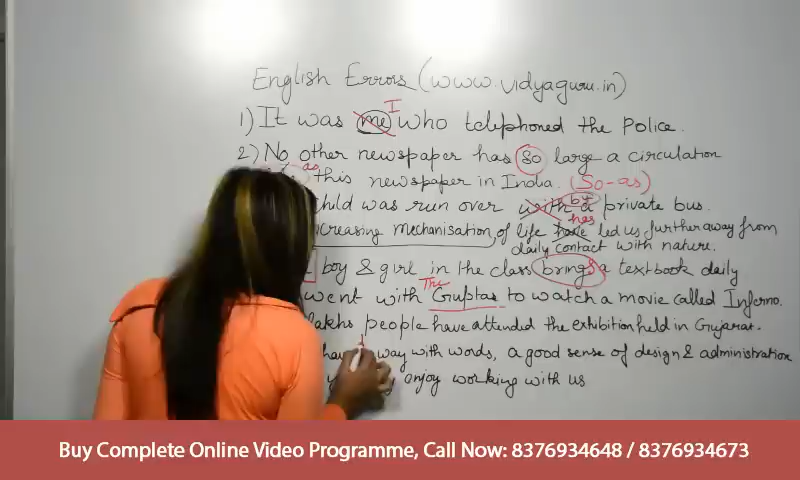 English Errors (www.vidyaguru.in)
I
1) It was me who telephoned the Police.
2) No other newspaper has so large a circulation
as
this newspaper in India. (So-as)
by
child was run over with a private bus.
has
increasing mechanisation of life have led us further away from
daily contact with nature.
boy & girl in the class brings a textbook daily
The
went with Guptas to watch a movie called Inferno.
lakhs people have attended the exhibition held in Gujarat.
have way with words, a good sense of design & administration
enjoy working with us
Buy Complete Online Video Programme, Call Now: 8376934648 / 8376934673